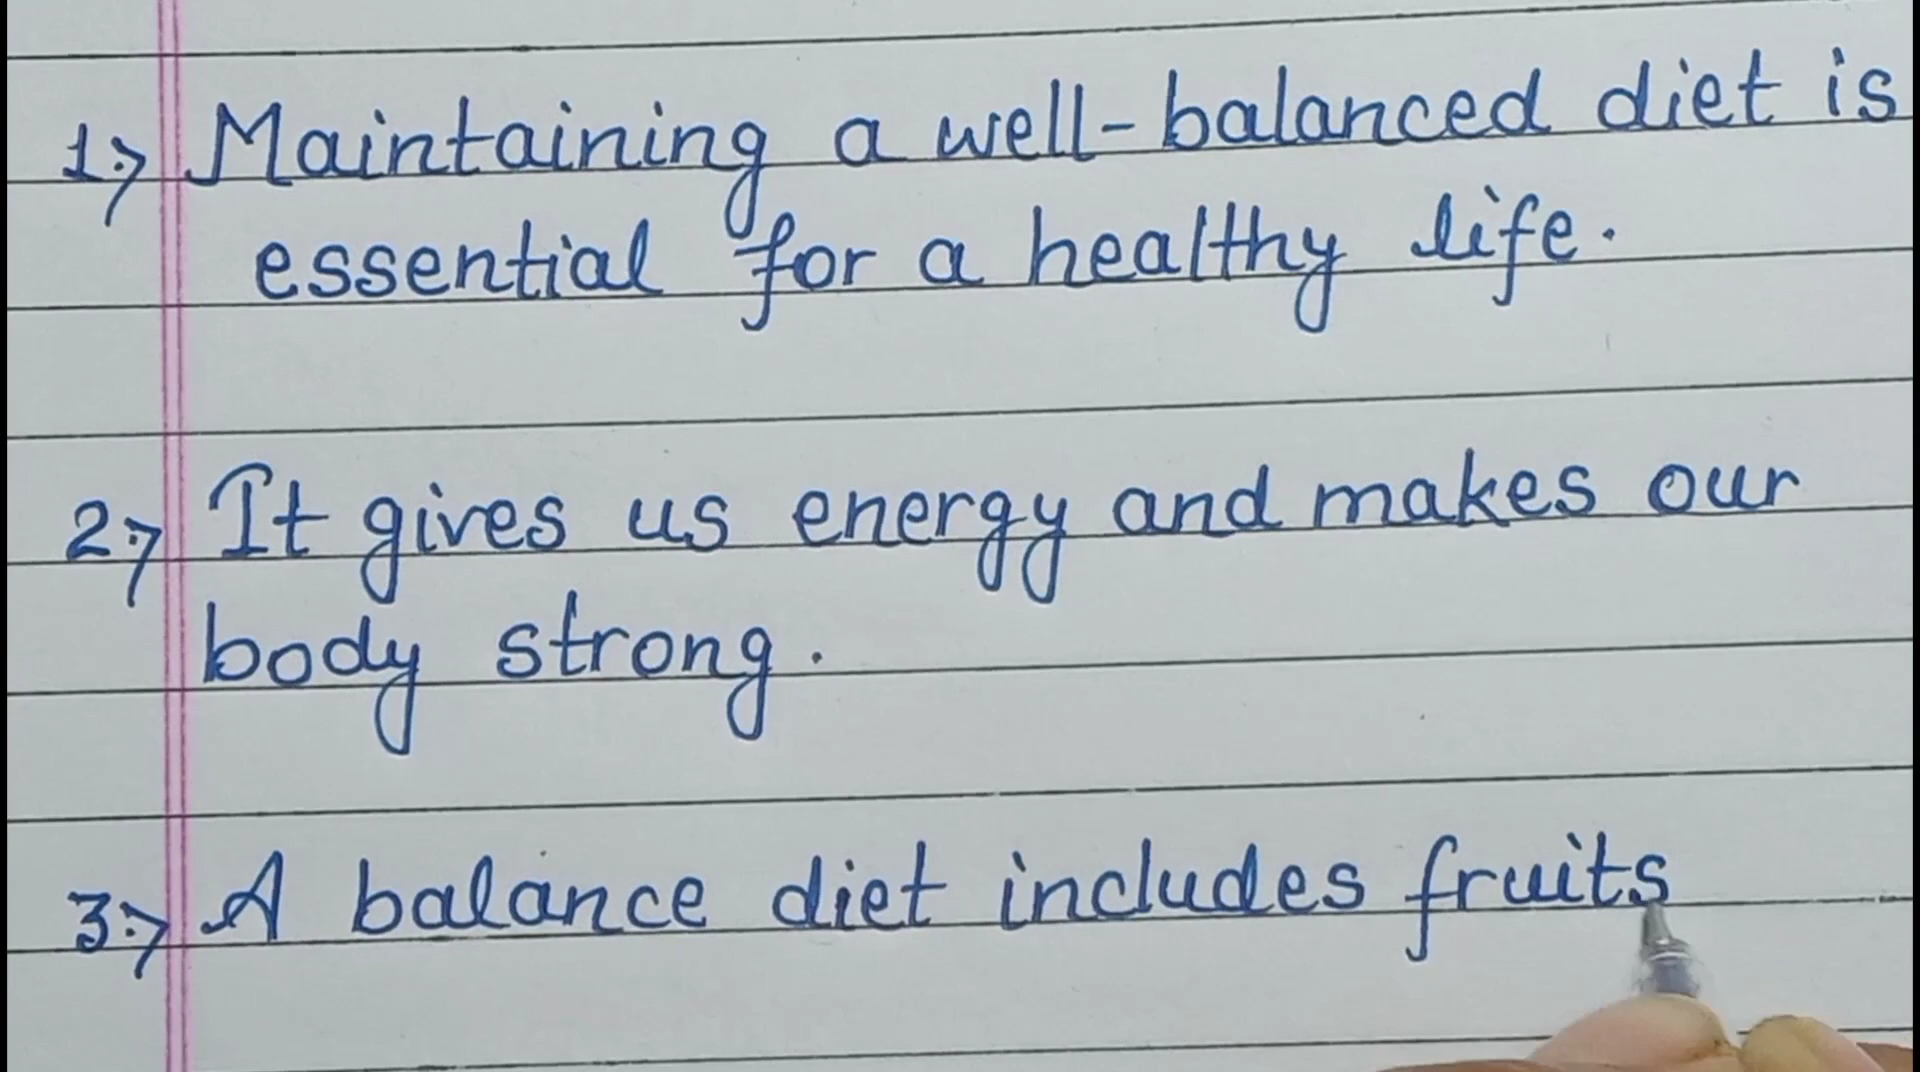 1.) Maintaining a well-balanced diet is
essential for a healthy life.
2.) It gives us energy and makes our
body strong.
3.) A balance diet includes fruits